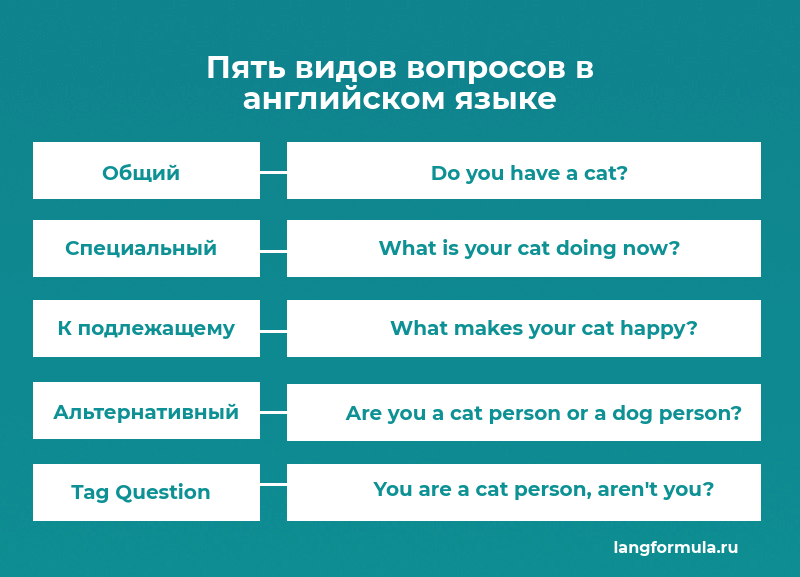 Пять видов вопросов в
английском языке
Общий
Do you have a cat?
Специальный
What is your cat doing now?
К подлежащему
What makes your cat happy?
Альтернативный
Are you a cat person or a dog person?
Tag Question
You are a cat person, aren't you?
langformula.ru